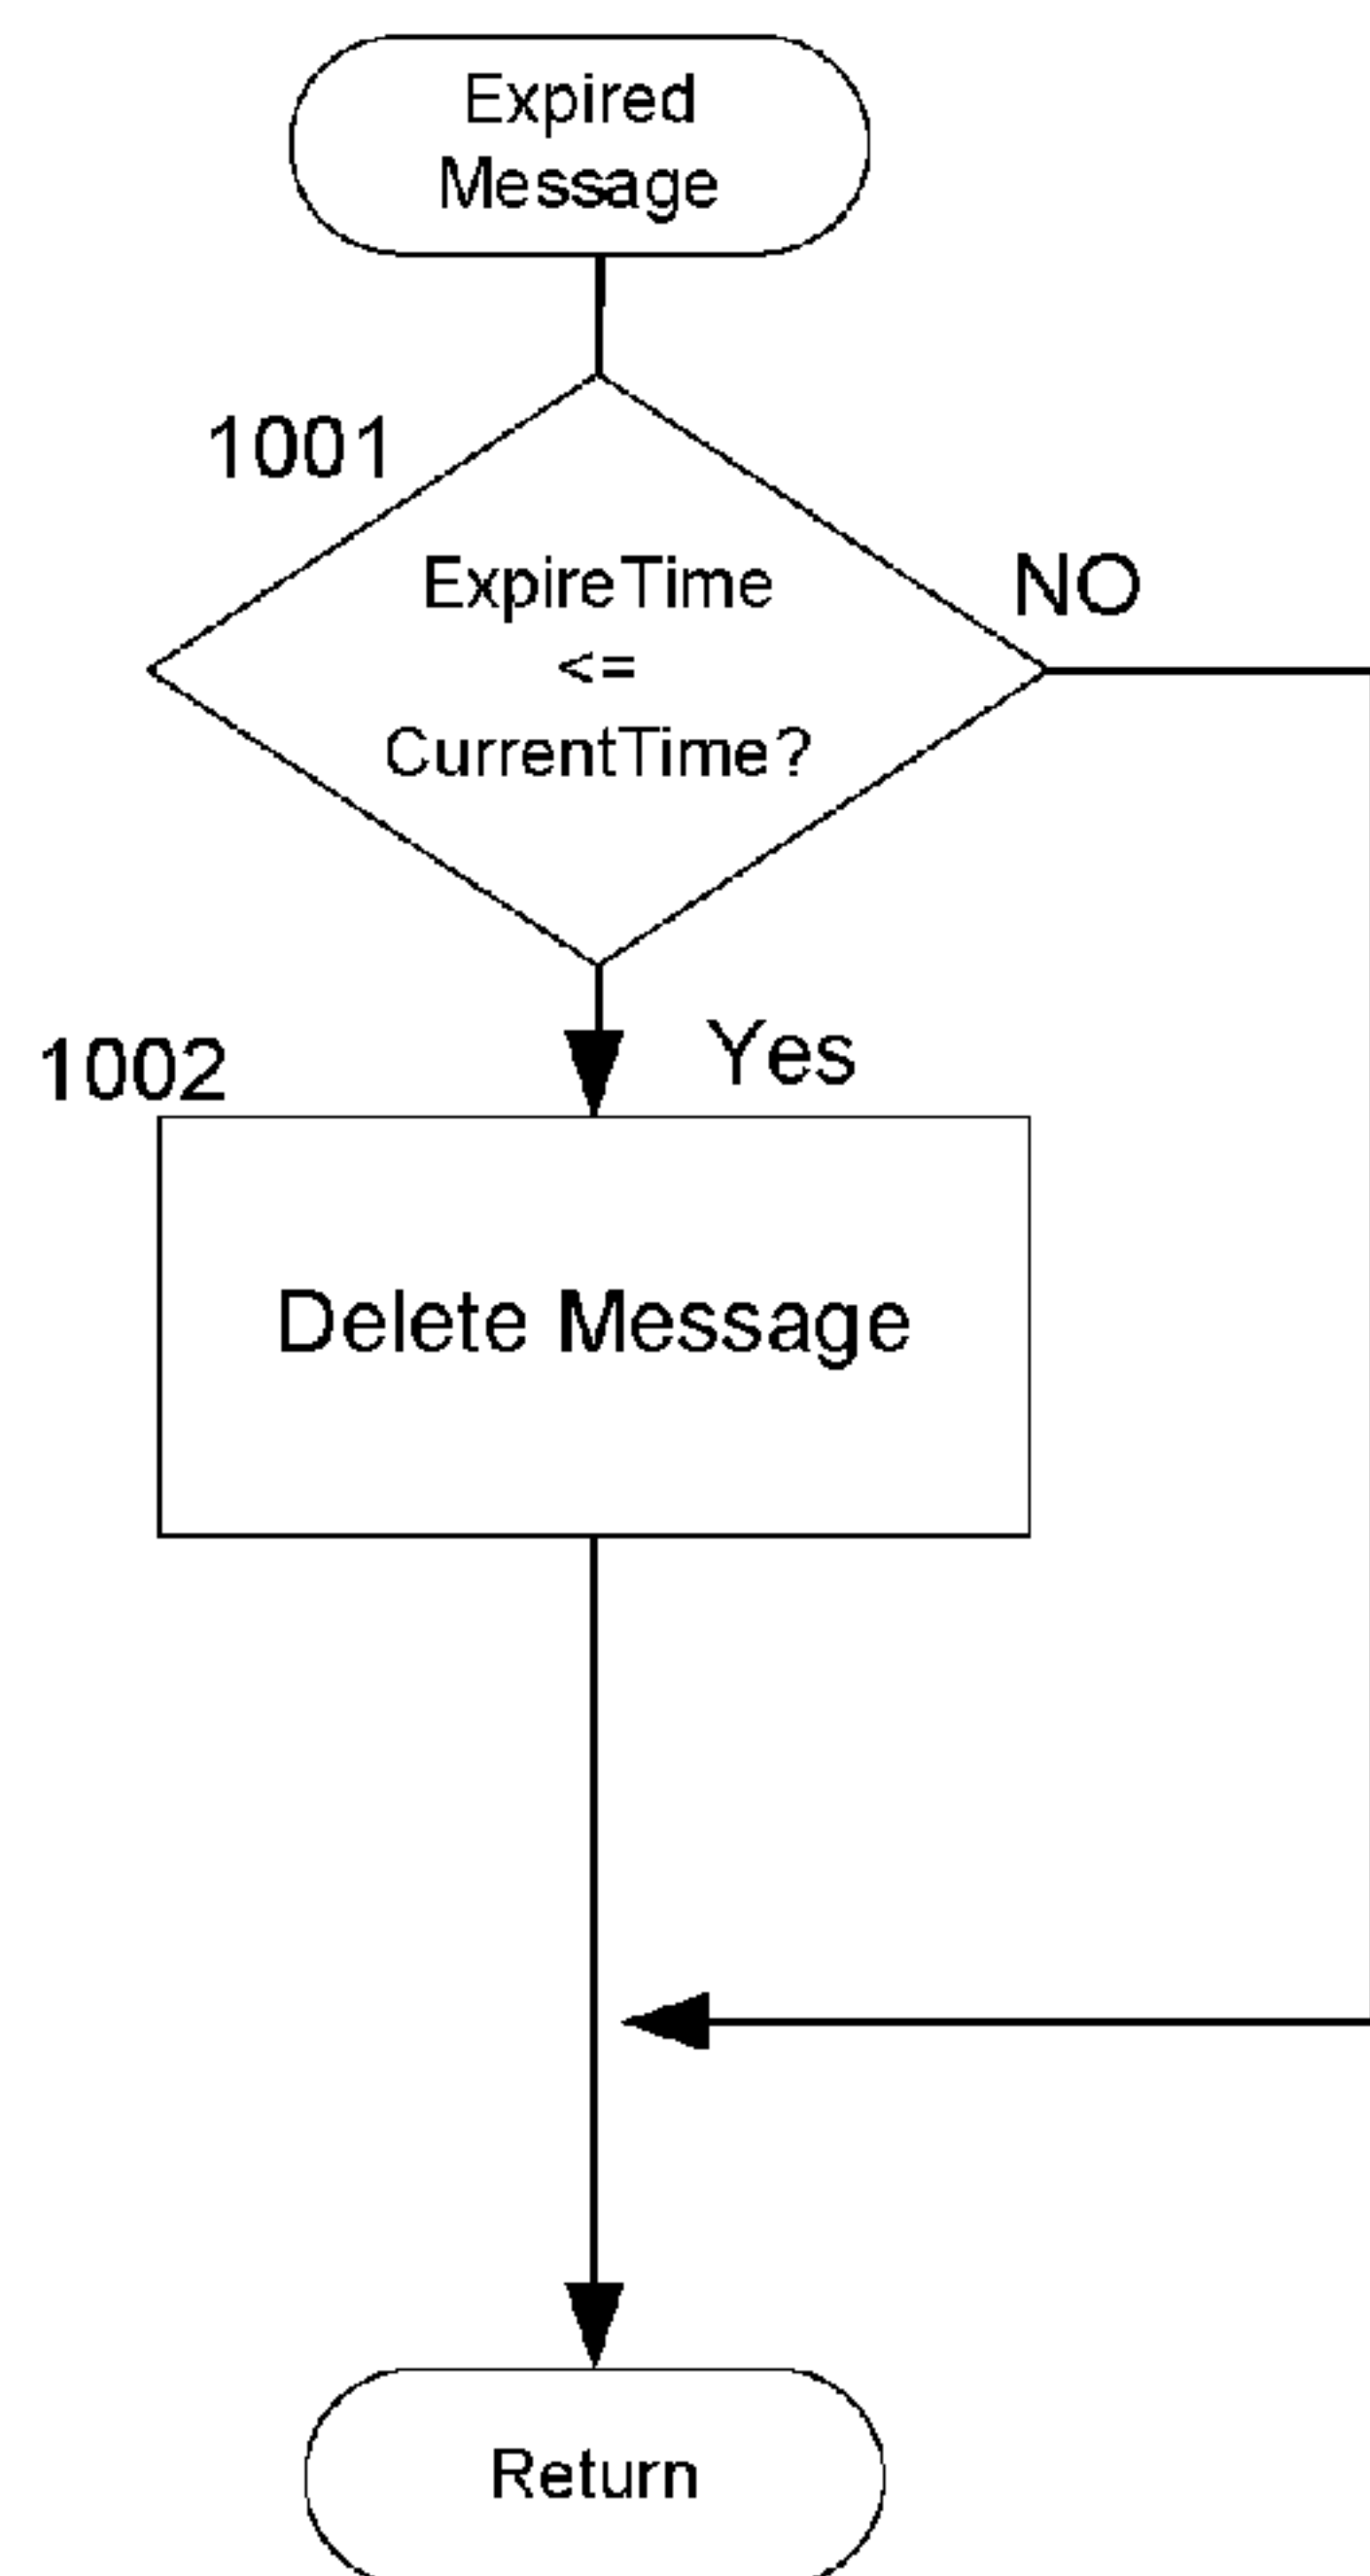 Expired
Message
1001
ExpireTime
<=
CurrentTime?
NO
Yes
1002
Delete Message
Return